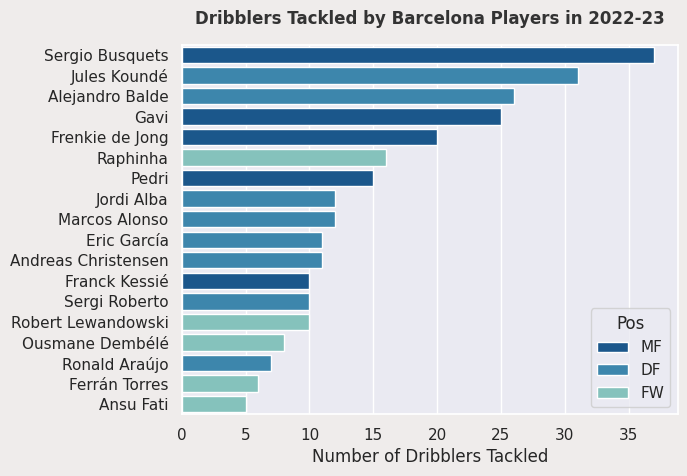 Dribblers Tackled by Barcelona Players in 2022-23
Sergio Busquets
Jules Koundé
Alejandro Balde
Gavi
Frenkie de Jong
Raphinha
Pedri
Jordi Alba
Marcos Alonso
Eric García
Andreas Christensen
Franck Kessié
Sergi Roberto
Robert Lewandowski
Ousmane Dembélé
Ronald Araújo
Ferrán Torres
Ansu Fati
Pos
MF
DF
FW
0 5 10 15 20 25 30 35
Number of Dribblers Tackled